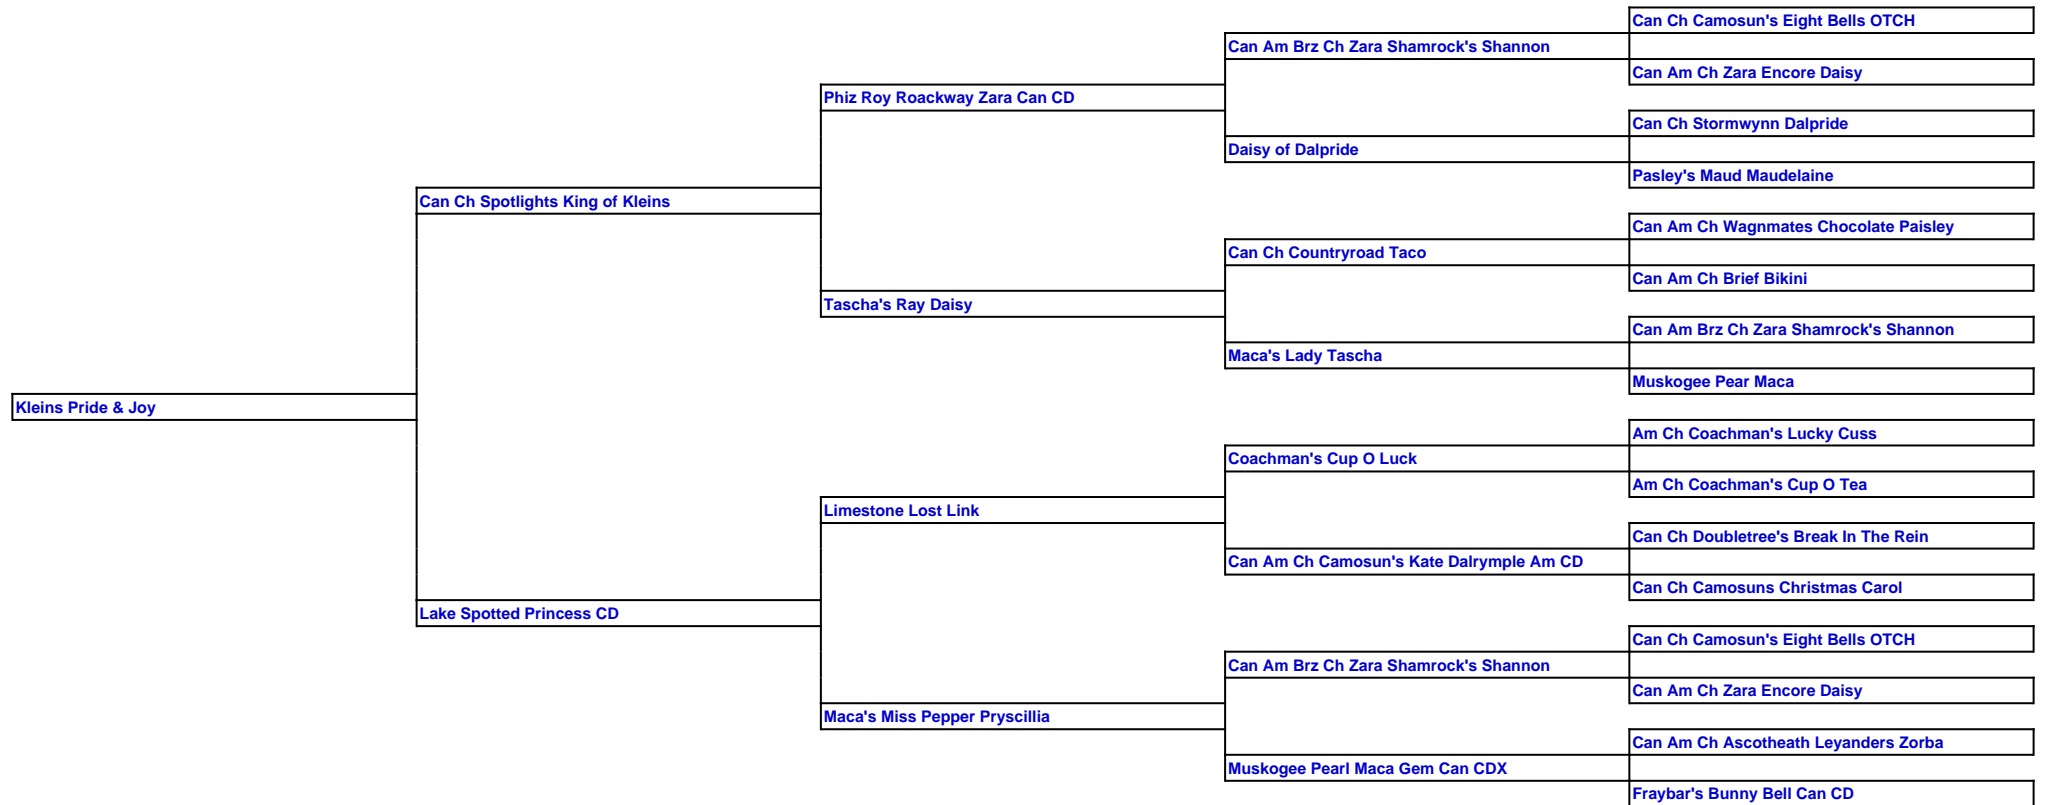 Can Ch Camosun's Eight Bells OTCH
Can Am Brz Ch Zara Shamrock's Shannon
Can Am Ch Zara Encore Daisy
Phiz Roy Roackway Zara Can CD
Can Ch Stormwynn Dalpride
Daisy of Dalpride
Pasley's Maud Maudelaine
Can Ch Spotlights King of Kleins
Can Am Ch Wagnmates Chocolate Paisley
Can Ch Countryroad Taco
Can Am Ch Brief Bikini
Tascha's Ray Daisy
Can Am Brz Ch Zara Shamrock's Shannon
Maca's Lady Tascha
Muskogee Pear Maca
Kleins Pride & Joy
Am Ch Coachman's Lucky Cuss
Coachman's Cup O Luck
Am Ch Coachman's Cup O Tea
Limestone Lost Link
Can Ch Doubletree's Break In The Rein
Can Am Ch Camosun's Kate Dalrymple Am CD
Can Ch Camosuns Christmas Carol
Lake Spotted Princess CD
Can Ch Camosun's Eight Bells OTCH
Can Am Brz Ch Zara Shamrock's Shannon
Can Am Ch Zara Encore Daisy
Maca's Miss Pepper Pryscillia
Can Am Ch Ascotheath Leyanders Zorba
Muskogee Pearl Maca Gem Can CDX
Fraybar's Bunny Bell Can CD